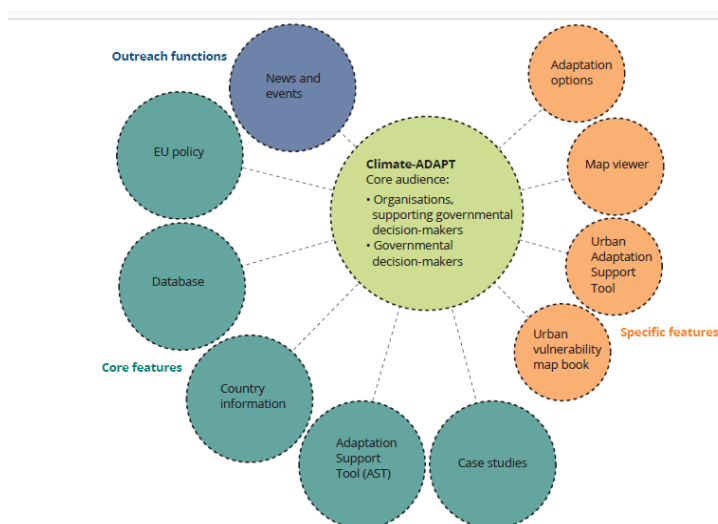 Outreach functions
News and
events
Adaptation
options
EU policy
Climate-ADAPT
Core audience:
• Organisations,
supporting governmental
decision-makers
• Governmental
decision-makers
Map viewer
Database
Urban
Adaptation
Support
Tool
Urban
vulnerability
map book
Specific features
Core features
Country
information
Adaptation
Support
Tool (AST)
Case studies